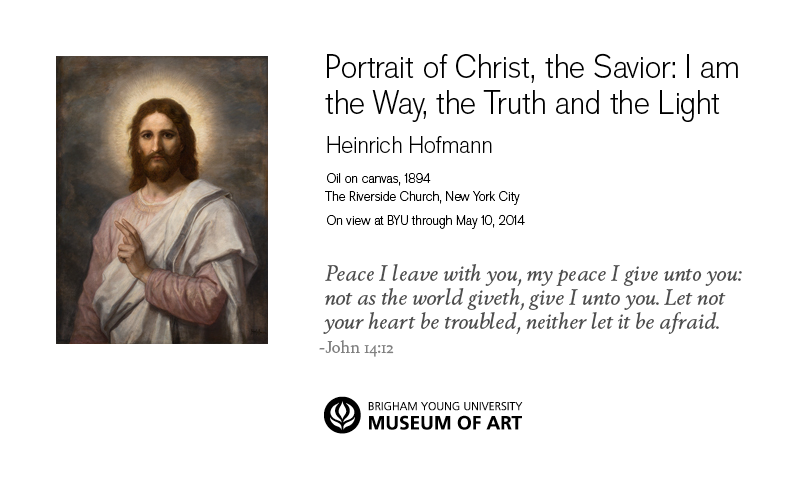 Portrait of Christ, the Savior: I am
the Way, the Truth and the Light
Heinrich Hofmann
Oil on canvas, 1894
The Riverside Church, New York City
On view at BYU through May 10, 2014
Peace I leave with you, my peace I give unto you:
not as the world giveth, give I unto you. Let not
your heart be troubled, neither let it be afraid.
-John 14:12
BRIGHAM YOUNG UNIVERSITY
MUSEUM OF ART